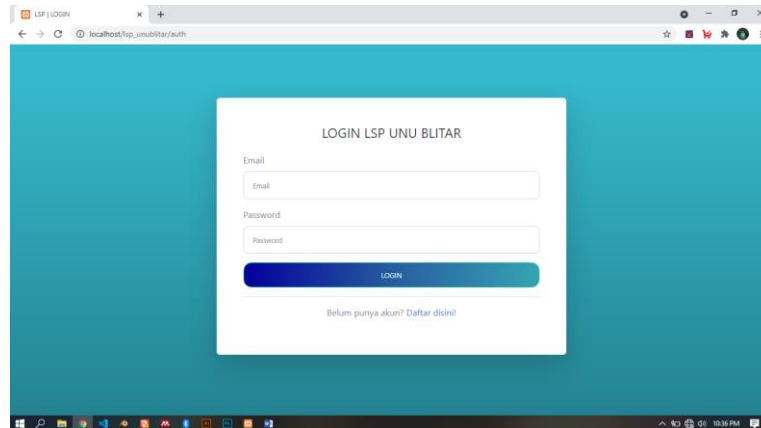 LSP | LOGIN
localhost/lsp_unublitar/auth
LOGIN LSP UNU BLITAR
Email
Email
Password
Password
LOGIN
Belum punya akun? Daftar disini!
10:36 PM